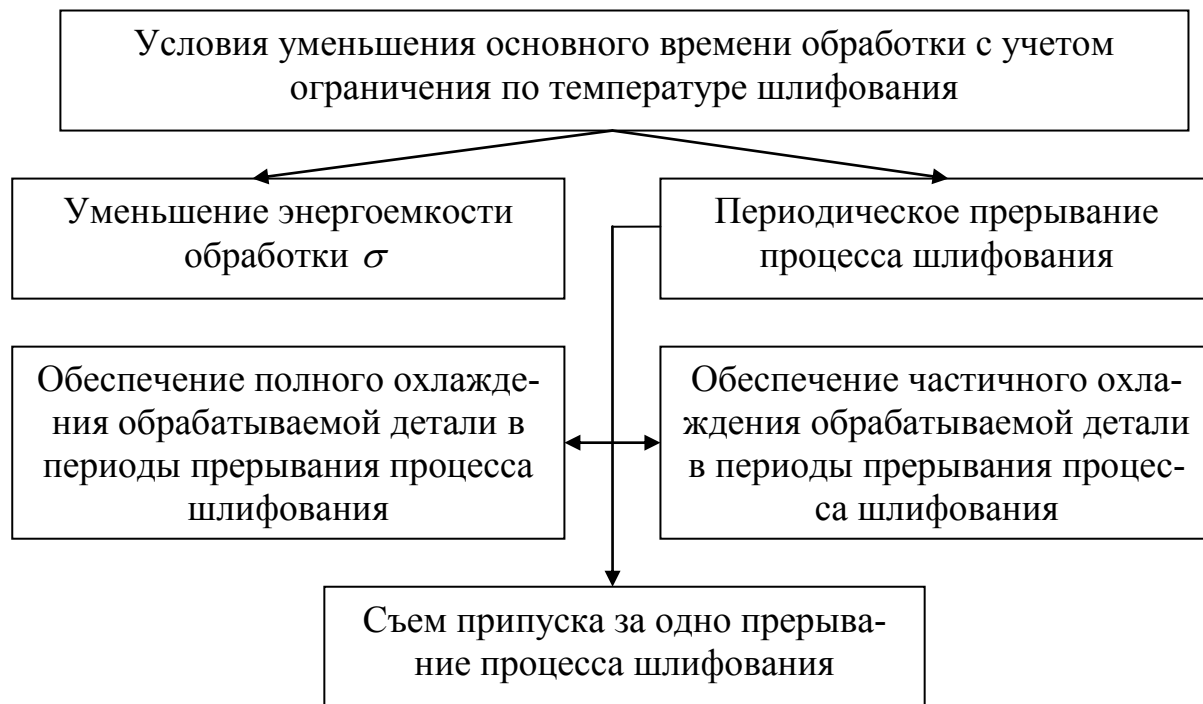 Условия уменьшения основного времени обработки с учетом
ограничения по температуре шлифования
Уменьшение энергоемкости
обработки σ
Периодическое прерывание
процесса шлифования
Обеспечение полного охлажде-
ния обрабатываемой детали в
периоды прерывания процесса
шлифования
Обеспечение частичного охла-
ждения обрабатываемой детали
в периоды прерывания процес-
са шлифования
Съем припуска за одно прерыва-
ние процесса шлифования